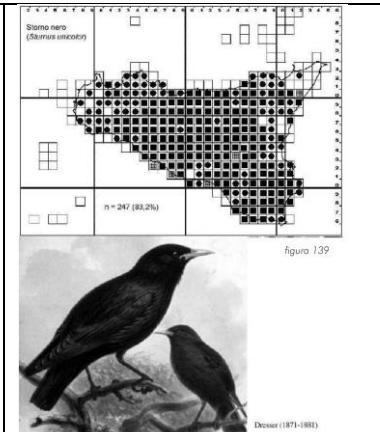 Storno nero
(Sturnus unicolor)
n = 247 (83,2%)
figura 139
Dresser (1871-1881)